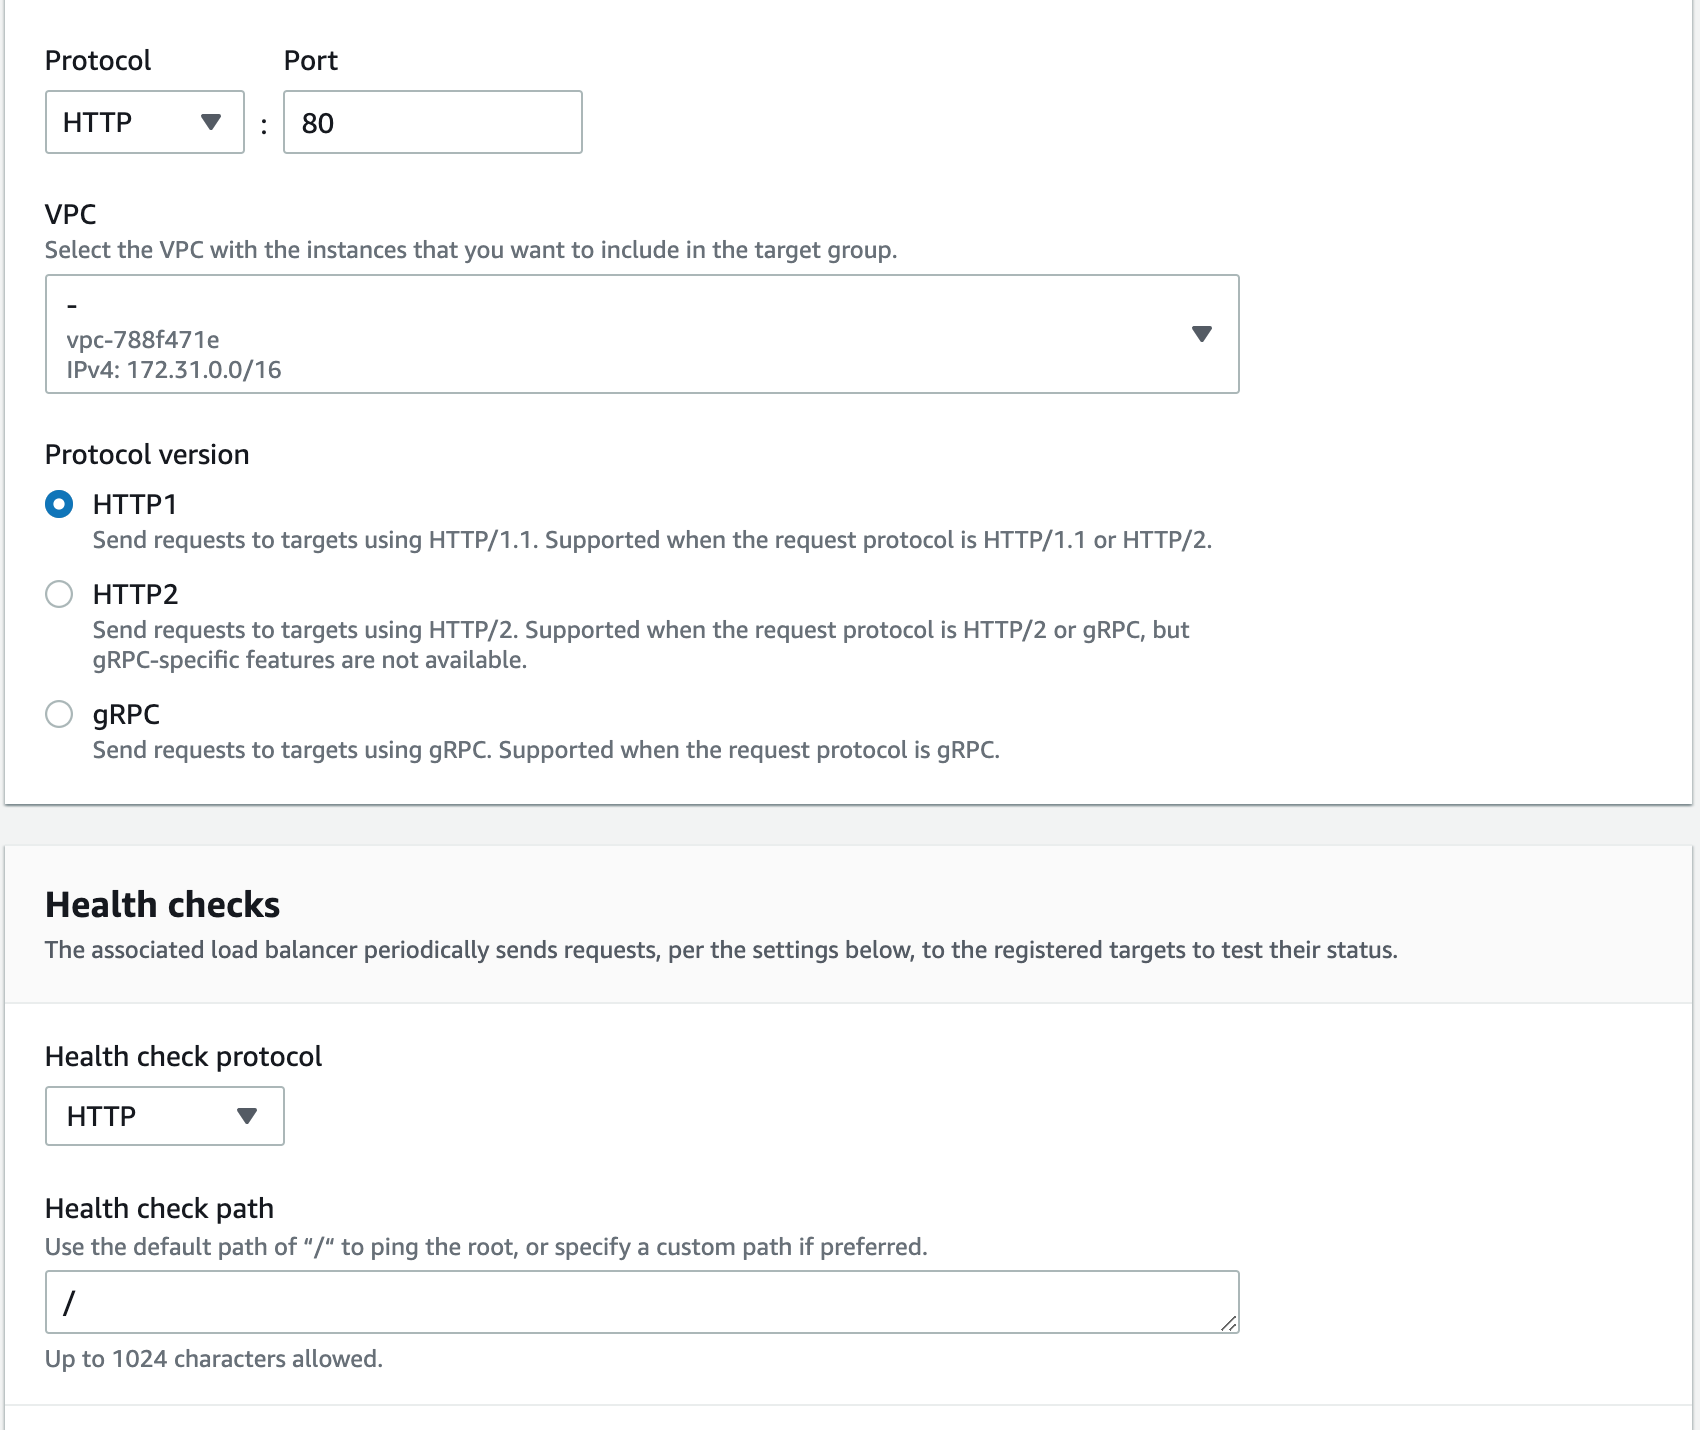 Protocol
Port
HTTP
:
80
VPC
Select the VPC with the instances that you want to include in the target group.
-
vpc-788f471e
IPv4: 172.31.0.0/16
Protocol version
HTTP1
Send requests to targets using HTTP/1.1. Supported when the request protocol is HTTP/1.1 or HTTP/2.
HTTP2
Send requests to targets using HTTP/2. Supported when the request protocol is HTTP/2 or gRPC, but
gRPC-specific features are not available.
gRPC
Send requests to targets using gRPC. Supported when the request protocol is gRPC.
Health checks
The associated load balancer periodically sends requests, per the settings below, to the registered targets to test their status.
Health check protocol
HTTP
Health check path
Use the default path of “/“ to ping the root, or specify a custom path if preferred.
/
Up to 1024 characters allowed.